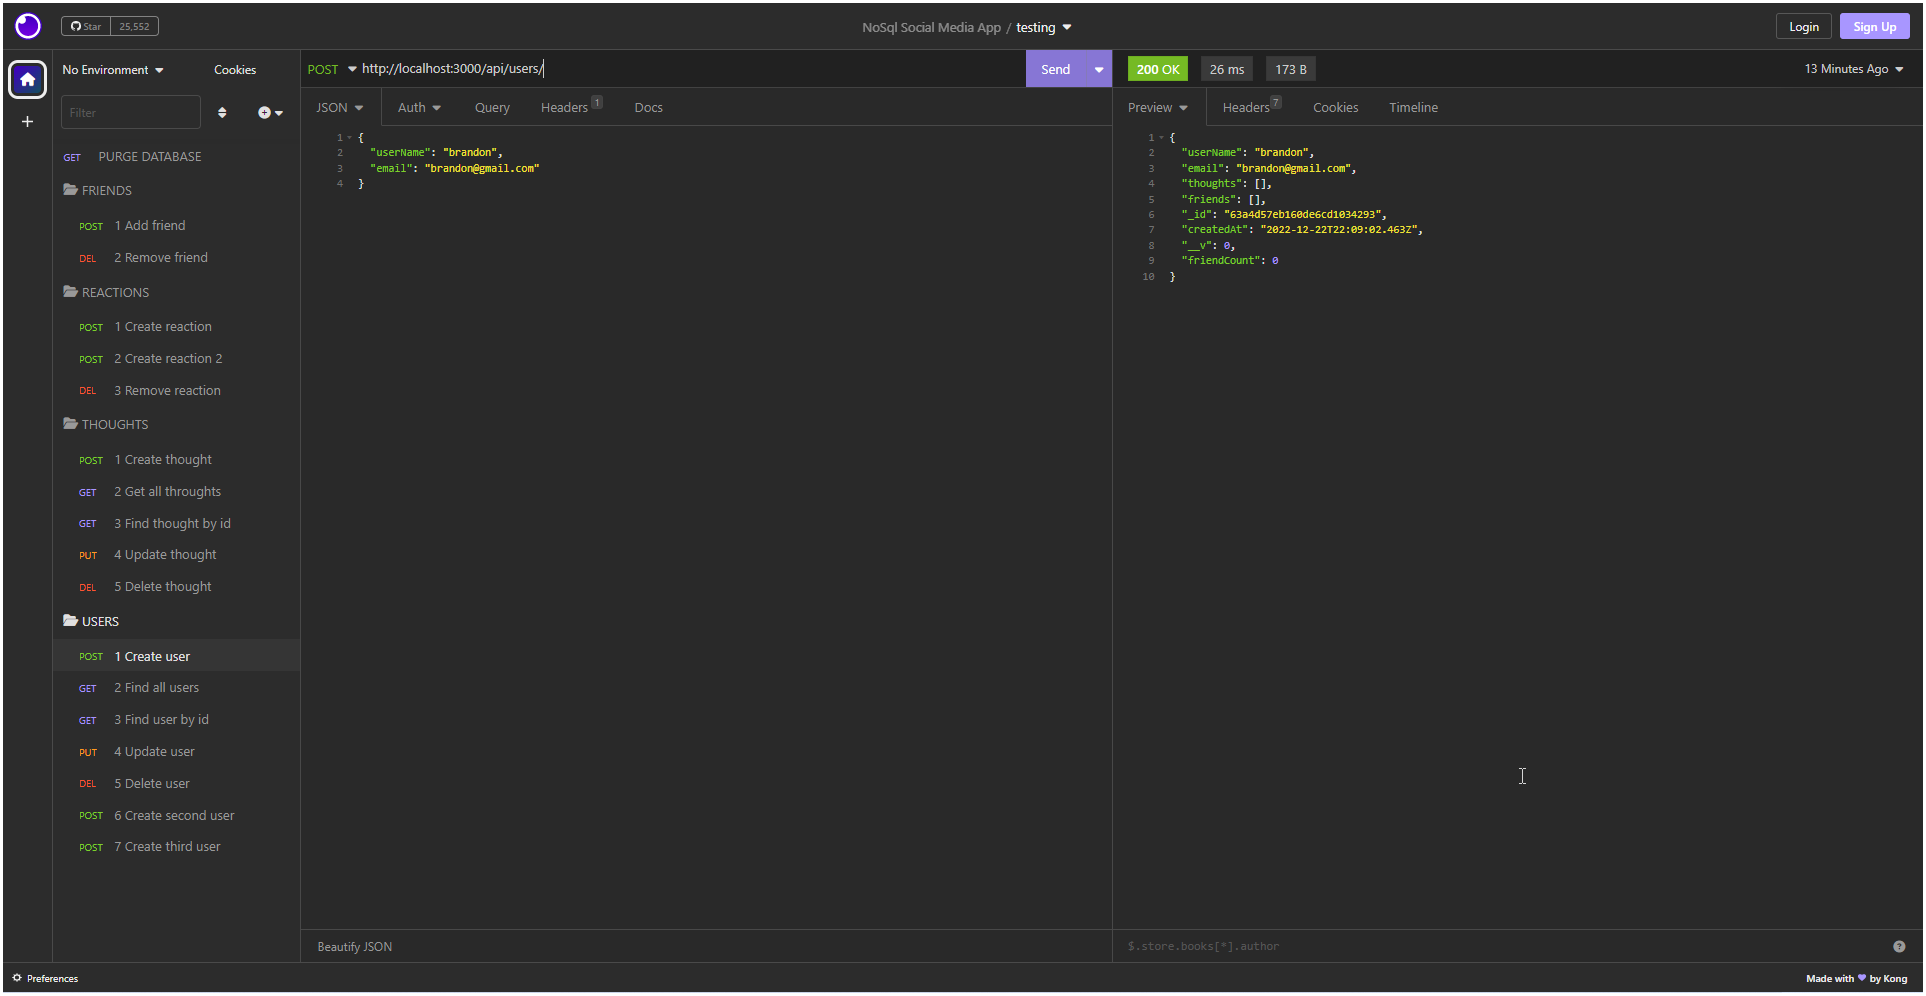 Star 25,552
NoSql Social Media App / testing
Login Sign Up
No Environment Cookies
Filter
GET PURGE DATABASE
FRIENDS
POST 1 Add friend
DEL 2 Remove friend
REACTIONS
POST 1 Create reaction
POST 2 Create reaction 2
DEL 3 Remove reaction
THOUGHTS
POST 1 Create thought
GET 2 Get all throughts
GET 3 Find thought by id
PUT 4 Update thought
DEL 5 Delete thought
USERS
POST 1 Create user
GET 2 Find all users
GET 3 Find user by id
PUT 4 Update user
DEL 5 Delete user
POST 6 Create second user
POST 7 Create third user
POST http://localhost:3000/api/users/ Send
JSON Auth Query Headers 1 Docs
1 {
2 "userName": "brandon",
3 "email": "brandon@gmail.com"
4 }
Beautify JSON
200 OK 26 ms 173 B 13 Minutes Ago
Preview Headers 7 Cookies Timeline
1 {
2 "userName": "brandon",
3 "email": "brandon@gmail.com",
4 "thoughts": [],
5 "friends": [],
6 "_id": "63a4d57eb160de6cd1034293",
7 "createdAt": "2022-12-22T22:09:02.463Z",
8 "__v": 0,
9 "friendCount": 0
10 }
$.store.books[*].author
Preferences
Made with ♥ by Kong